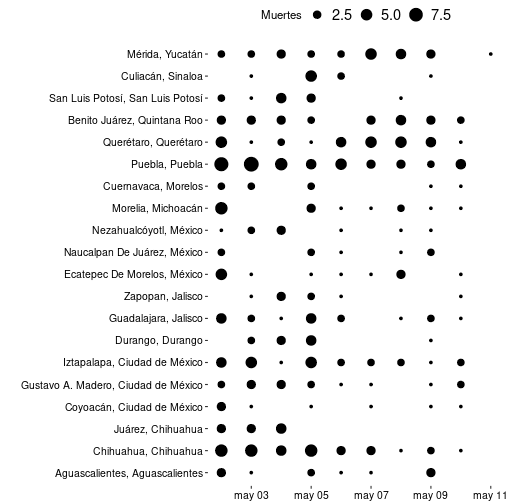 Muertes 2.5 5.0 7.5
Mérida, Yucatán
Culiacán, Sinaloa
San Luis Potosí, San Luis Potosí
Benito Juárez, Quintana Roo
Querétaro, Querétaro
Puebla, Puebla
Cuernavaca, Morelos
Morelia, Michoacán
Nezahualcóyotl, México
Naucalpan De Juárez, México
Ecatepec De Morelos, México
Zapopan, Jalisco
Guadalajara, Jalisco
Durango, Durango
Iztapalapa, Ciudad de México
Gustavo A. Madero, Ciudad de México
Coyoacán, Ciudad de México
Juárez, Chihuahua
Chihuahua, Chihuahua
Aguascalientes, Aguascalientes
may 03 may 05 may 07 may 09 may 11